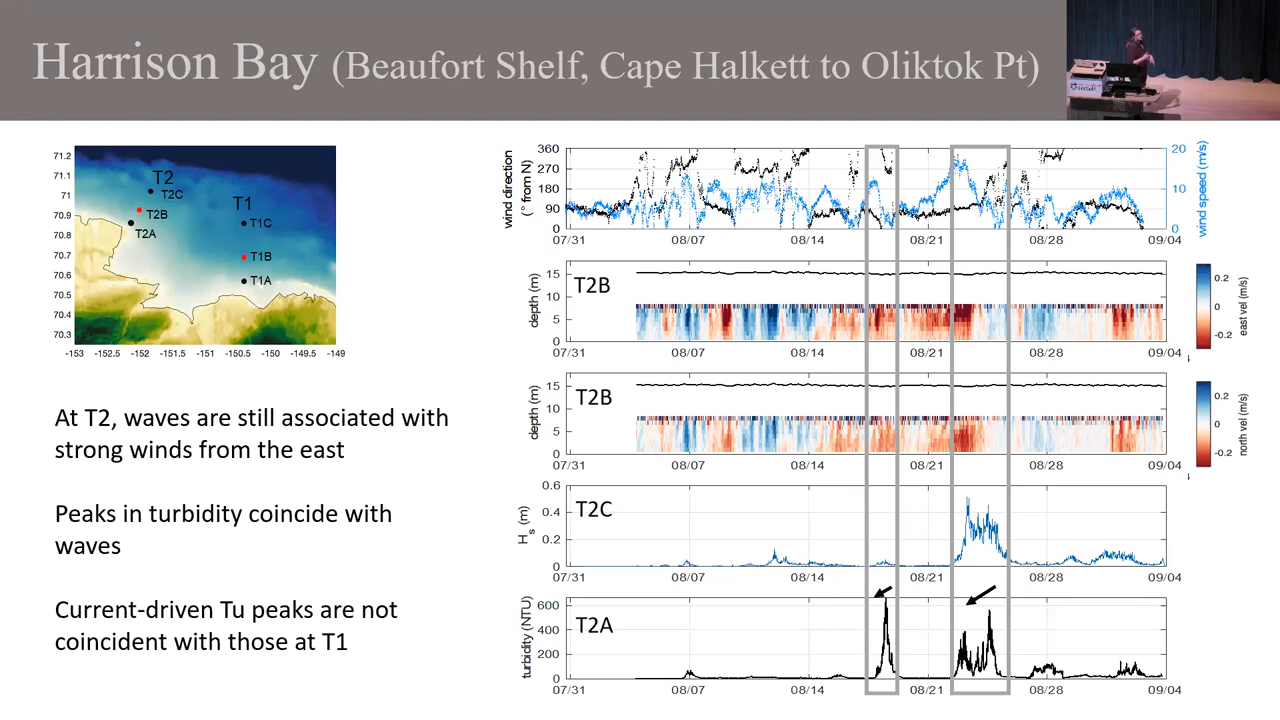 Harrison Bay (Beaufort Shelf, Cape Halkett to Oliktok Pt)
71.2
71.1
71
70.9
70.8
70.7
70.6
70.5
70.4
70.3
-153 -152.5 -152 -151.5 -151 -150.5 -150 -149.5 -149
T2
T2C
T2B
T2A
T1
T1C
T1B
T1A
At T2, waves are still associated with
strong winds from the east
Peaks in turbidity coincide with
waves
Current-driven Tu peaks are not
coincident with those at T1
wind direction
(° from N)
360
270
180
90
0
20
10
0
wind speed (m/s)
07/31 08/07 08/14 08/21 08/28 09/04
T2B
depth (m)
15
10
5
0
07/31 08/07 08/14 08/21 08/28 09/04
0.2
0
-0.2
east vel (m/s)
T2B
depth (m)
15
10
5
0
07/31 08/07 08/14 08/21 08/28 09/04
0.2
0
-0.2
north vel (m/s)
T2C
Hs (m)
0.6
0.4
0.2
0
07/31 08/07 08/14 08/21 08/28 09/04
T2A
turbidity (NTU)
600
400
200
0
07/31 08/07 08/14 08/21 08/28 09/04